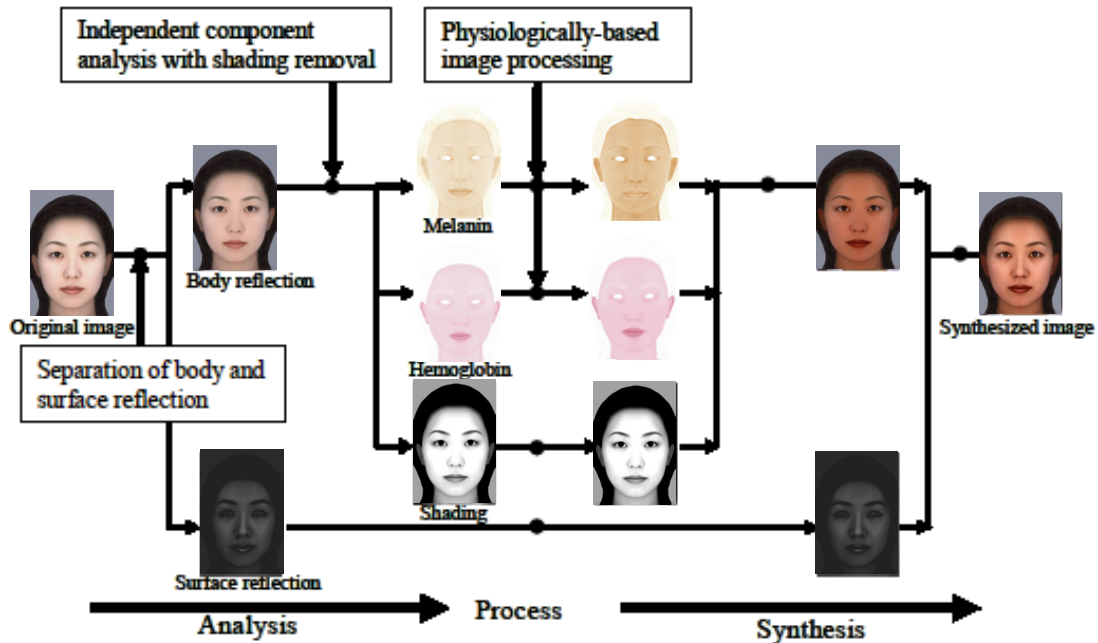 Independent component
analysis with shading removal
Physiologically-based
image processing
Melanin
Body reflection
Original image
Synthesized image
Hemoglobin
Separation of body and
surface reflection
Shading
Surface reflection
Analysis
Process
Synthesis